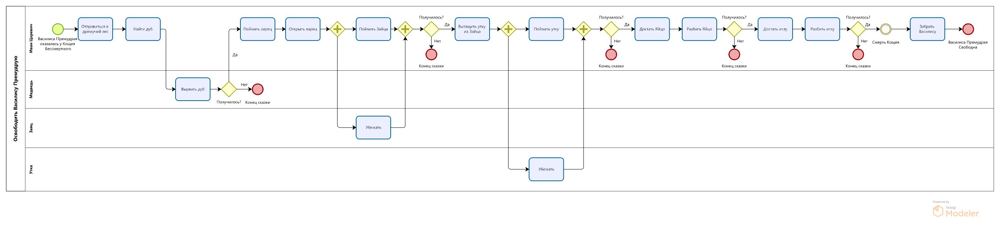 Освободить Василису Премудрую
Иван Царевич
Василиса Премудрая
оказалась у Кощея
Бессмертного
Отправиться в
дремучий лес
Найти дуб
Да
Поймать ларец
Открыть ларец
Поймать Зайца
Получилось?
Да
Нет
Конец сказки
Вытащить утку
из Зайца
Поймать утку
Получилось?
Да
Нет
Конец сказки
Достать Яйцо
Разбить Яйцо
Получилось?
Да
Нет
Конец сказки
Достать иглу
Разбить иглу
Получилось?
Да
Нет
Конец сказки
Смерть Кощея
Забрать
Василису
Василиса Премудрая
Свободна
Медведь
Вырвать дуб
Получилось?
Нет
Конец сказки
Заяц
Убежать
Утка
Убежать
Powered by
bizagi
Modeler